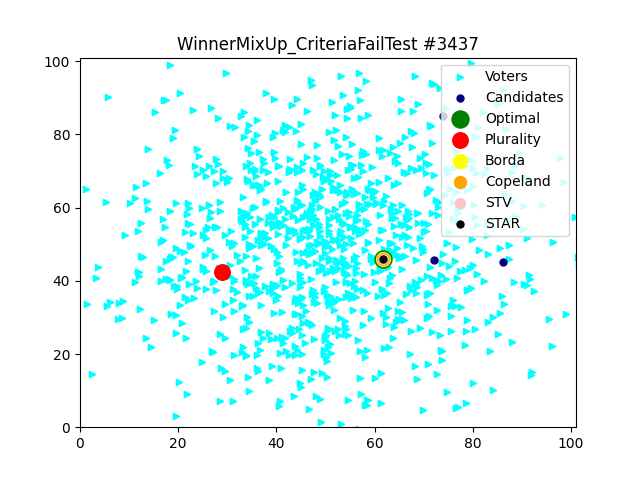 WinnerMixUp_CriteriaFailTest #3437
100
80
60
40
20
0
0 20 40 60 80 100
Voters
Candidates
Optimal
Plurality
Borda
Copeland
STV
STAR